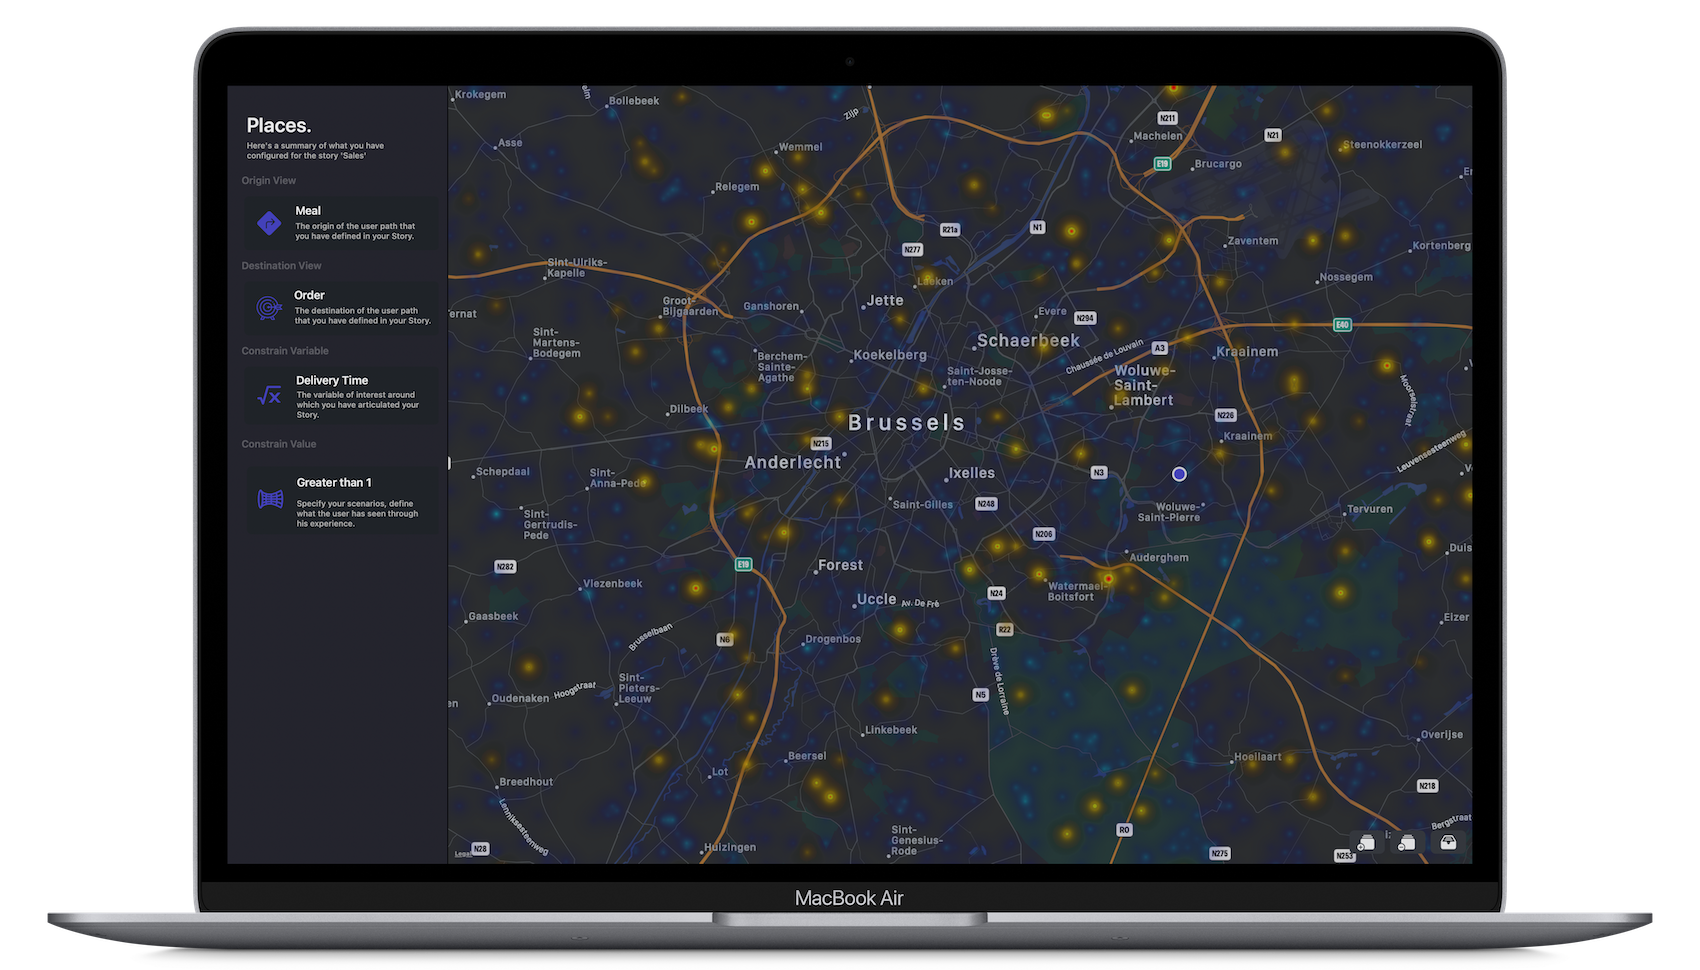 Places.
Here's a summary of what you have
configured for the story 'Sales'
Origin View
Meal
The origin of the user path that
you have defined in your Story.
Destination View
Order
The destination of the user path
that you have defined in your Story.
Constrain Variable
Delivery Time
The variable of interest around
which you have articulated your
Story.
Constrain Value
Greater than 1
Specify your scenarios, define
what the user has seen through
his experience.
Krokegem
Bollebeek
Zijp
N211
Machelen
N21
Steenokkerzeel
Asse
Wemmel
E19
Brucargo
Relegem
R21a
N1
N277
Zaventem
Kortenberg
Sint-Ulriks-
Kapelle
Laeken
Nossegem
Groot-
Bijgaarden
Ganshoren
Jette
Evere
N294
E40
ernat
Sint-
Martens-
Bodegem
Schaerbeek
Chaussée de Louvain
A3
Kraainem
Berchem-
Sainte-
Agathe
Koekelberg
Saint-Josse-
ten-Noode
Woluwe-
Saint-
Lambert
Moorselstraat
Dilbeek
Brussels
N226
N215
Kraainem
Leuvensesteenweg
Anderlecht
Schepdaal
Sint-
Anna-Pede
Ixelles
N3
Saint-Gilles
N248
Woluwe-
Saint-Pierre
Tervuren
Sint-
Gertrudis-
Pede
N206
Duis
N282
E19
Forest
Auderghem
Vlezenbeek
Watermael-
Boitsfort
Uccle
Av. De Fré
N24
Gaasbeek
Eizer
Brusselbaan
N6
Drogenbos
R22
Drève de Lorraine
Sint-
Pieters-
Leeuw
Oudenaken
Hoogstraat
en
N5
Linkebeek
Overijse
Beersel
Hoeilaart
Lot
Breedhout
N218
Lenniksesteenweg
Sint-
Genesius-
Rode
R0
Bergstraat
Huizingen
Legal
N28
N275
N253
MacBook Air